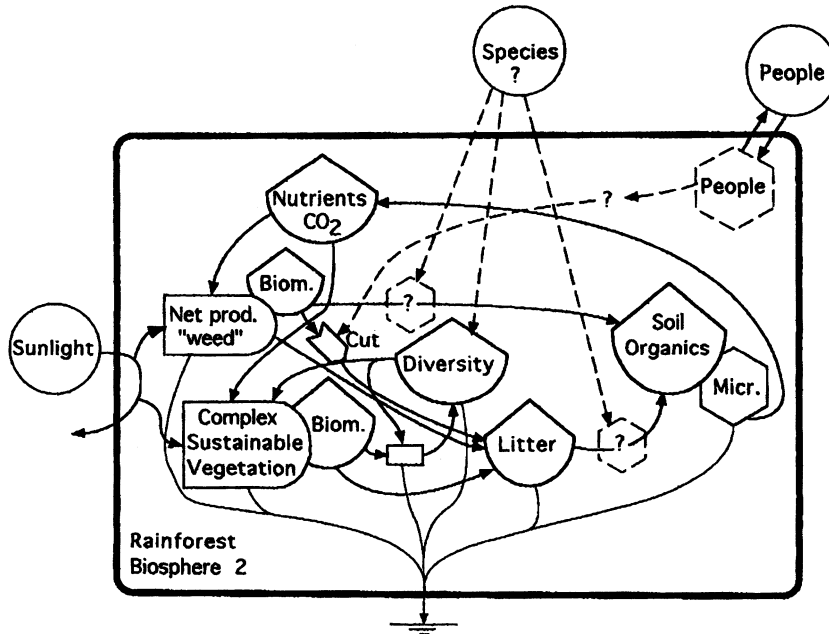 Species
?
People
People
?
Nutrients
CO2
Biom.
?
Net prod.
"weed"
Sunlight
Cut
Soil
Organics
Diversity
Micr.
Complex
Sustainable
Vegetation
Biom.
Litter
?
Rainforest
Biosphere 2